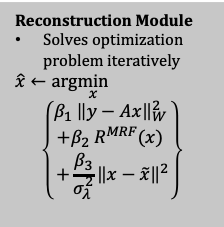 Reconstruction Module
• Solves optimization
problem iteratively
x̂ ← argmin
x
β₁ ‖y − Ax‖²_W
+β₂ R^MRF(x)
+β₃/σ²_λ ‖x − x̃‖²